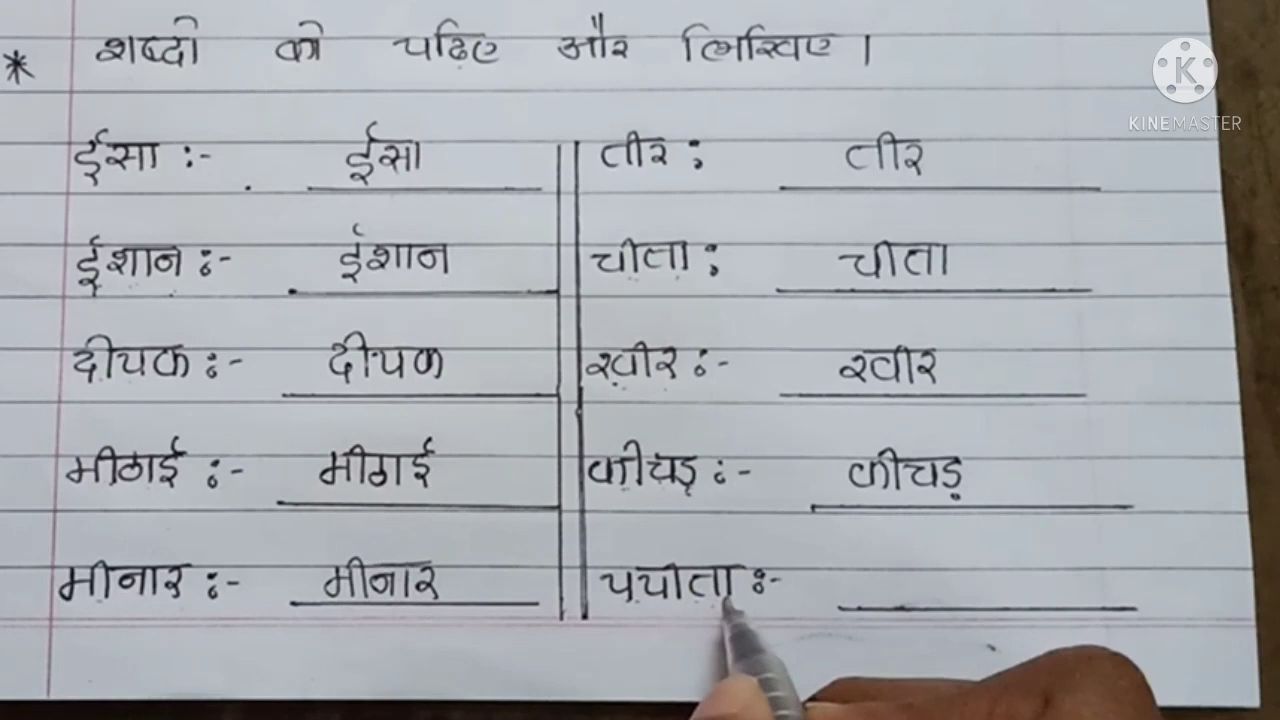 * शब्दो को पढिए और लिखिए।
KINEMASTER
ईसा :- ईसा
ईशान :- ईशान
दीपक :- दीपक
मीठाई :- मीठाई
मीनार :- मीनार
तीर : तीर
चीता : चीता
खीर :- खीर
कीचड़ :- कीचड़
पपीता :-